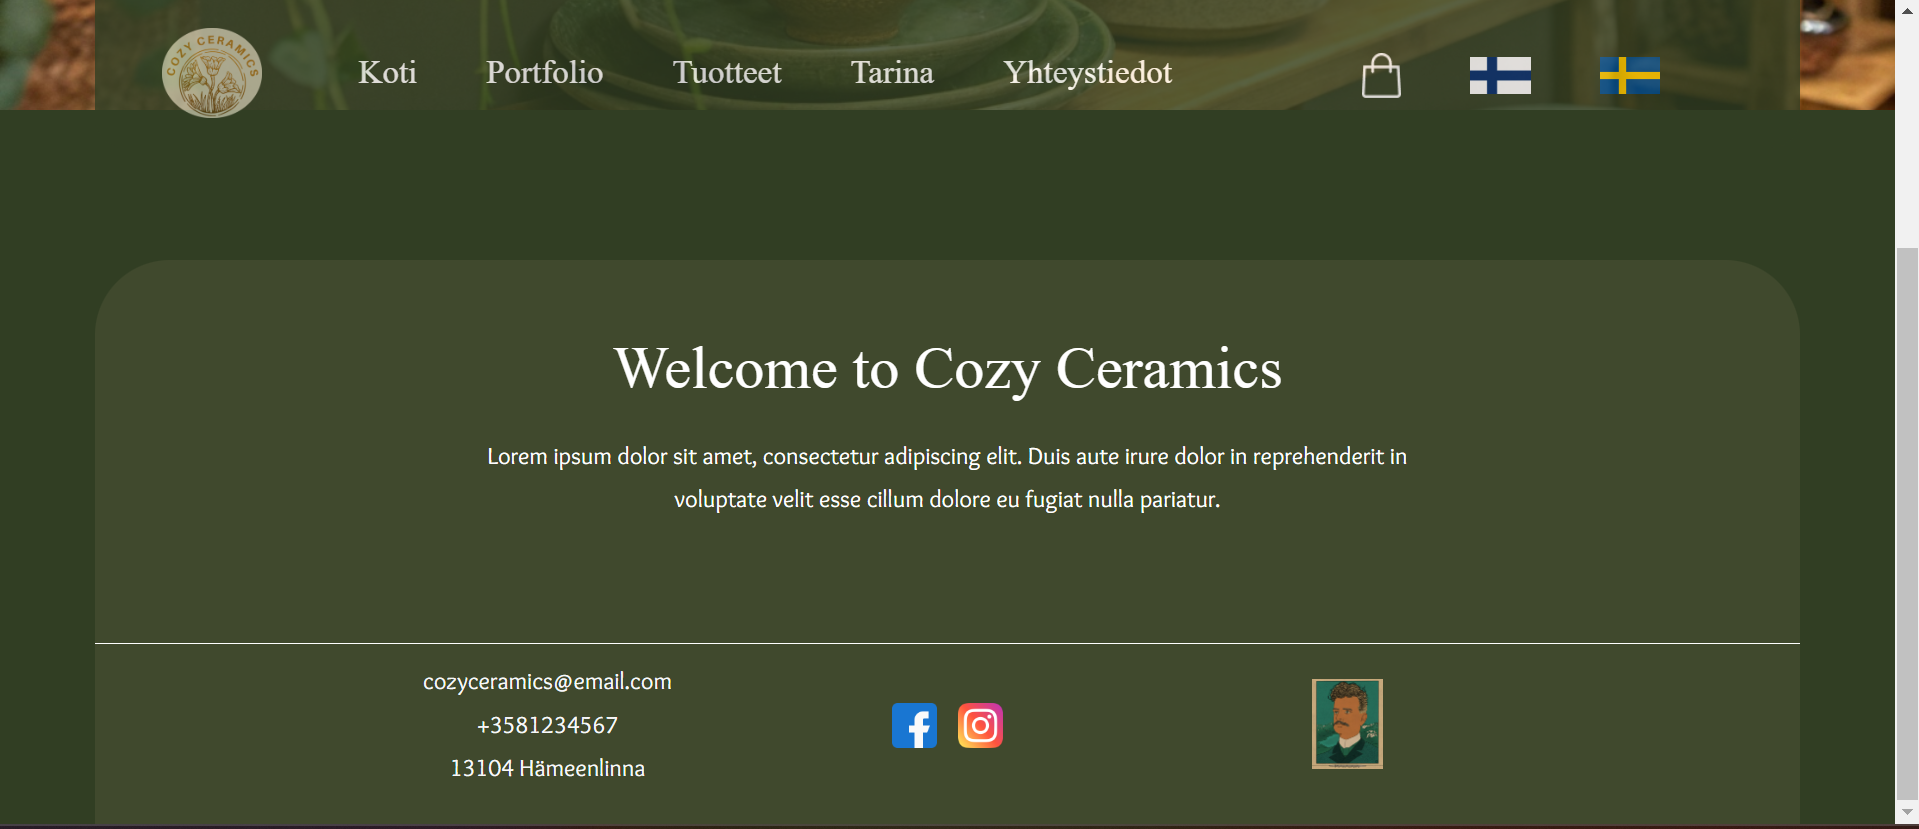 COZY CERAMICS
Koti
Portfolio
Tuotteet
Tarina
Yhteystiedot
Welcome to Cozy Ceramics
Lorem ipsum dolor sit amet, consectetur adipiscing elit. Duis aute irure dolor in reprehenderit in
voluptate velit esse cillum dolore eu fugiat nulla pariatur.
cozyceramics@email.com
+3581234567
13104 Hämeenlinna